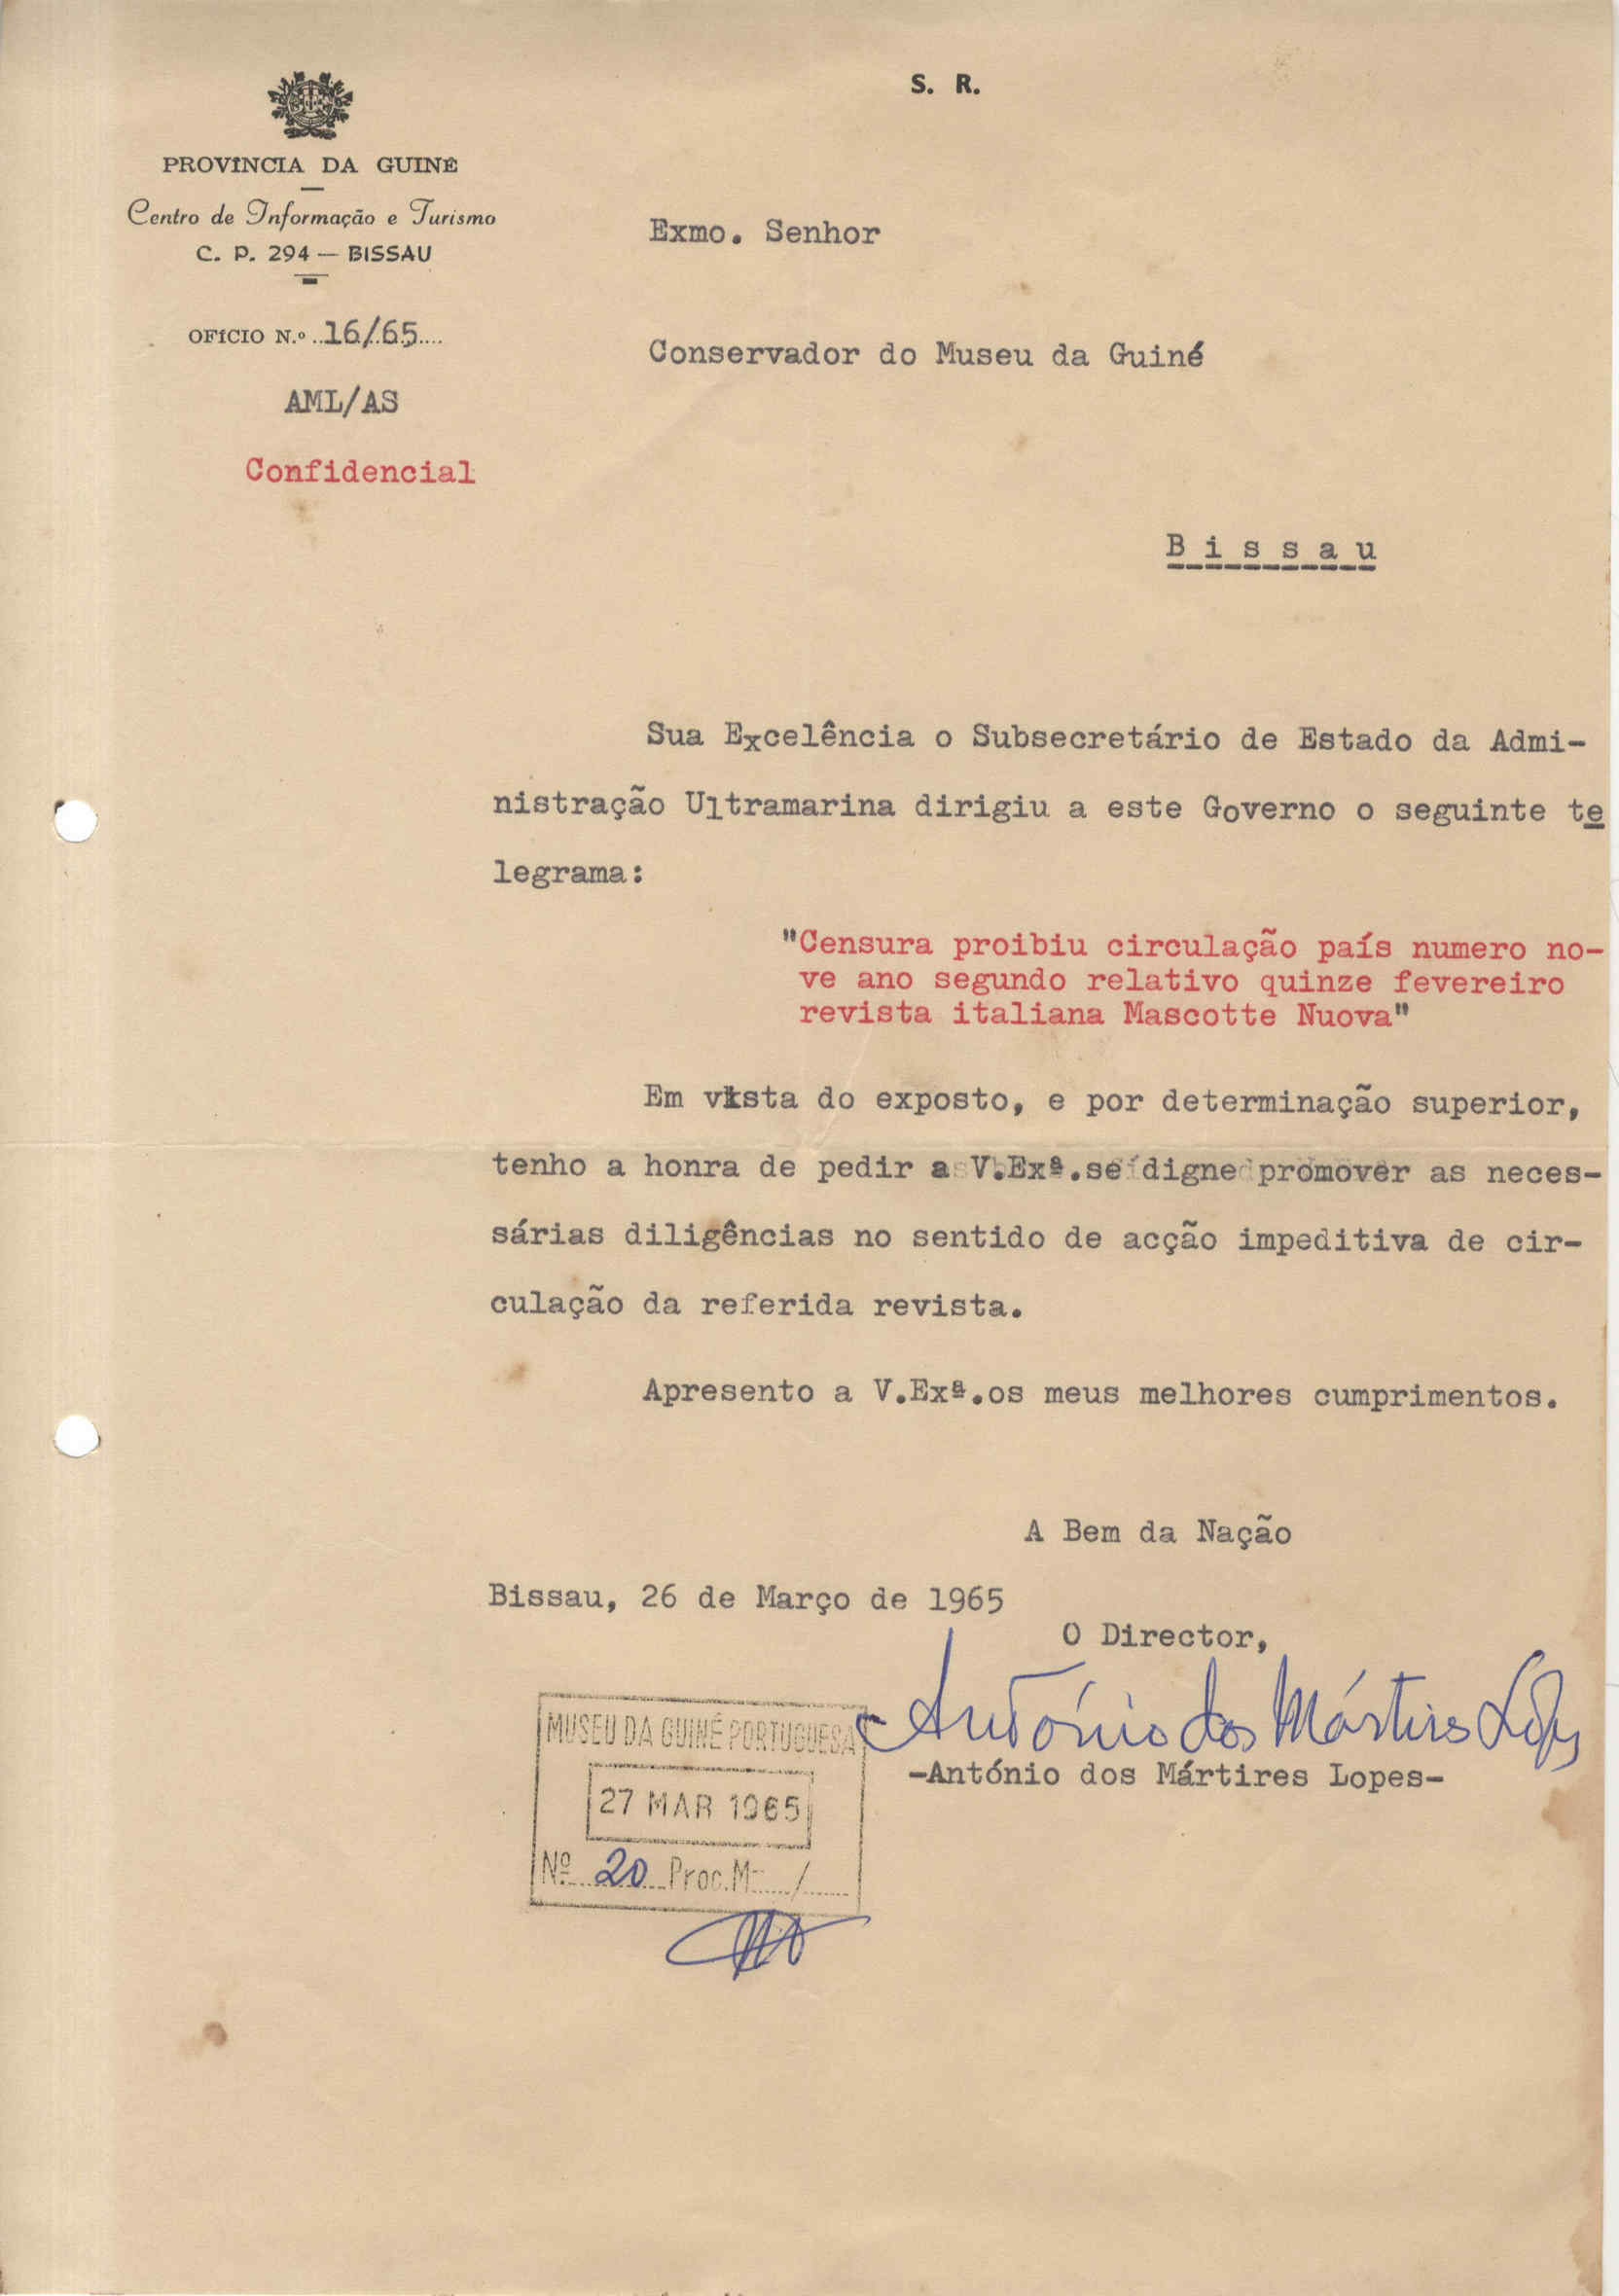 S. R.
PROVÍNCIA DA GUINÉ
Centro de Informação e Turismo
C. P. 294 — BISSAU
OFÍCIO N.º 16/65
AML/AS
Confidencial
Exmo. Senhor
Conservador do Museu da Guiné
Bissau
Sua Excelência o Subsecretário de Estado da Admi-
nistração Ultramarina dirigiu a este Governo o seguinte te
legrama:
"Censura proibiu circulação país numero no-
ve ano segundo relativo quinze fevereiro
revista italiana Mascotte Nuova"
Em vista do exposto, e por determinação superior,
tenho a honra de pedir a V.Exª.se digne promover as neces-
sárias diligências no sentido de acção impeditiva de cir-
culação da referida revista.
Apresento a V.Exª.os meus melhores cumprimentos.
A Bem da Nação
Bissau, 26 de Março de 1965
O Director,
António dos Mártires Lopes
-António dos Mártires Lopes-
MUSEU DA GUINÉ PORTUGUESA
27 MAR 1965
Nº 20 Proc. M /